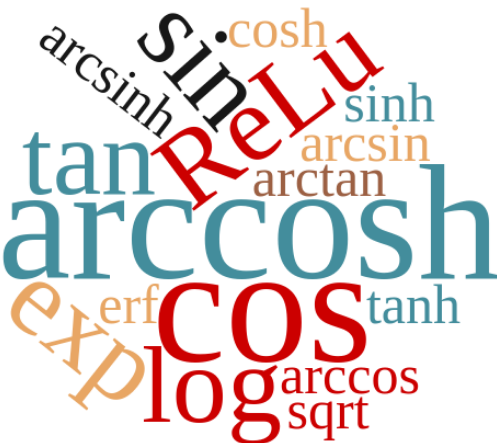 cosh
sin
arcsinh
ReLu
sinh
arcsin
tan
arctan
arccosh
exp
erf
cos
tanh
log
arccos
sqrt